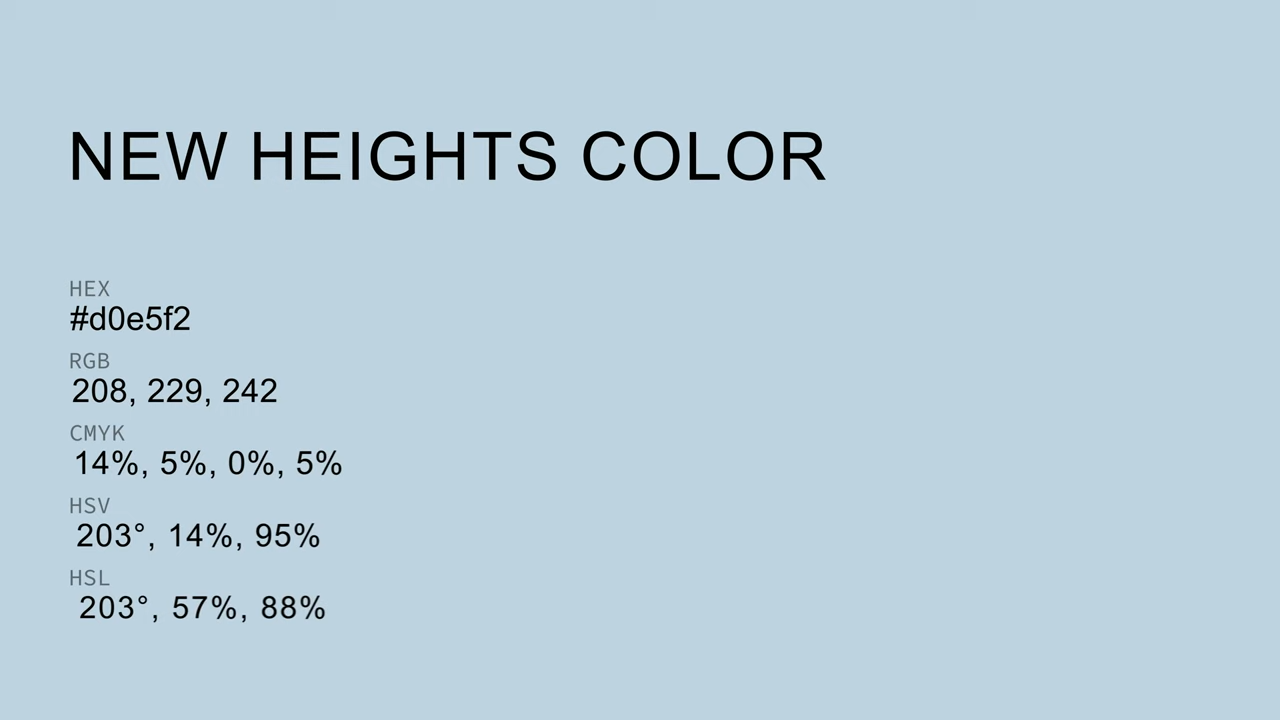 NEW HEIGHTS COLOR
HEX
#d0e5f2
RGB
208, 229, 242
CMYK
14%, 5%, 0%, 5%
HSV
203°, 14%, 95%
HSL
203°, 57%, 88%